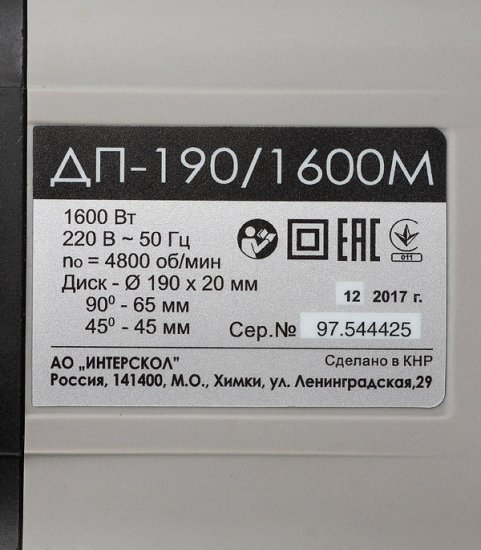 ДП-190/1600М
1600 Вт
220 В ~ 50 Гц
no = 4800 об/мин
Диск - Ø 190 x 20 мм
90⁰ - 65 мм
45⁰ - 45 мм
EAC
011
12 2017 г.
Сер.№ 97.544425
АО „ИНТЕРСКОЛ"
Сделано в КНР
Россия, 141400, М.О., Химки, ул. Ленинградская,29